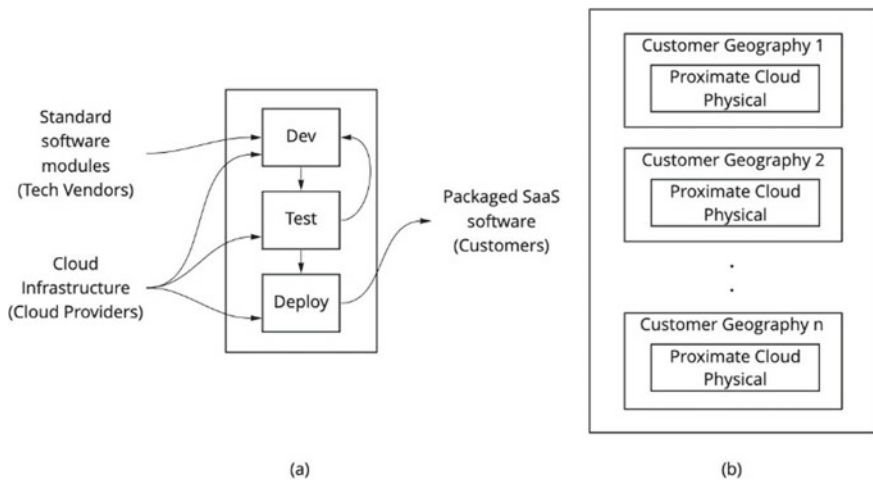 Standard
software
modules
(Tech Vendors)
Cloud
Infrastructure
(Cloud Providers)
Dev
Test
Deploy
Packaged SaaS
software
(Customers)
(a)
Customer Geography 1
Proximate Cloud
Physical
Customer Geography 2
Proximate Cloud
Physical
.
.
Customer Geography n
Proximate Cloud
Physical
(b)